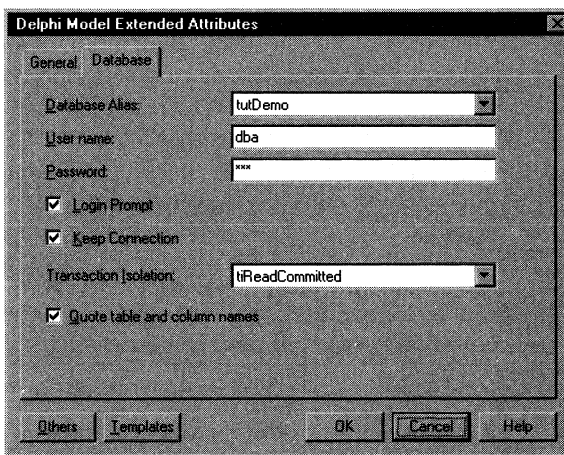 Delphi Model Extended Attributes
General Database
Database Alias: tutDemo
User name: dba
Password: ***
Login Prompt
Keep Connection
Transaction Isolation: tiReadCommitted
Quote table and column names
Others Templates OK Cancel Help